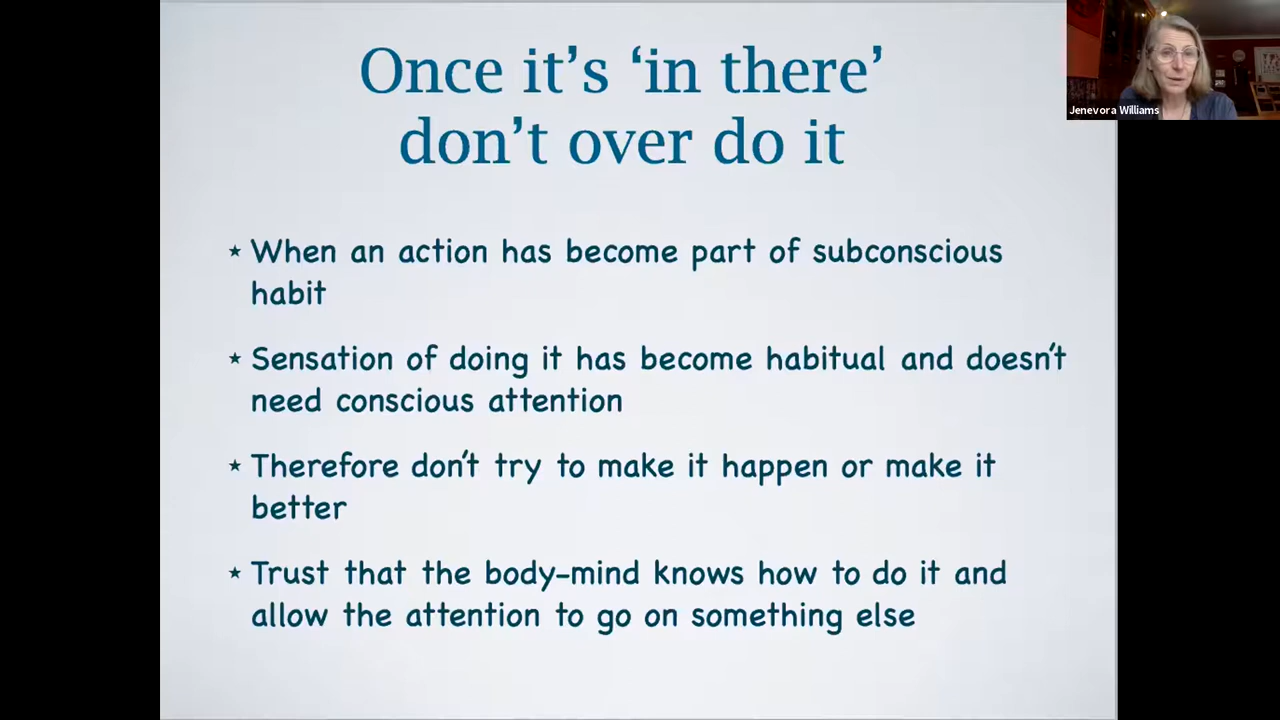 Once it’s ‘in there’
don’t over do it
Jenevora Williams
⋆ When an action has become part of subconscious
habit
⋆ Sensation of doing it has become habitual and doesn’t
need conscious attention
⋆ Therefore don’t try to make it happen or make it
better
⋆ Trust that the body-mind knows how to do it and
allow the attention to go on something else